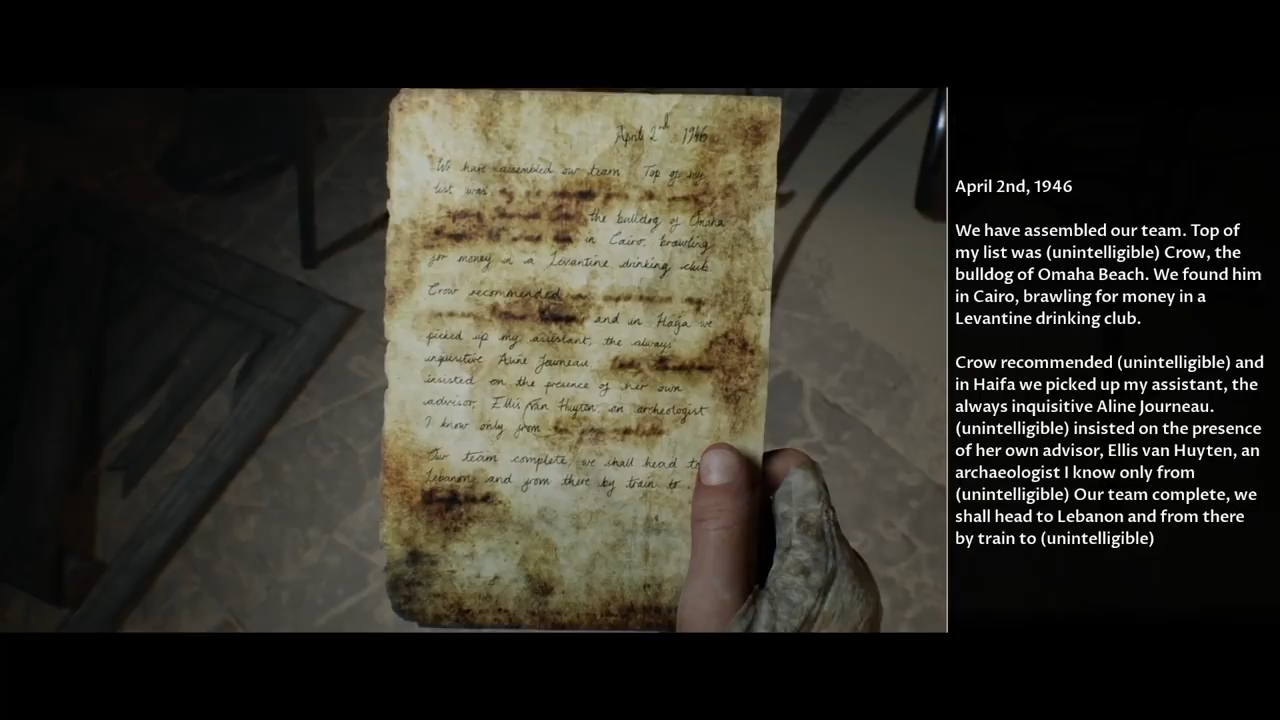 April 2nd 1946
We have assembled our team. Top of my
list was
the bulldog of Omaha
in Cairo, brawling
for money in a Levantine drinking club.
Crow recommended
and in Haifa we
picked up my assistant, the always
inquisitive Aline Journeau.
insisted on the presence of her own
advisor, Ellis van Huyten, an archeologist
I know only from
Our team complete, we shall head to
Lebanon and from there by train to
April 2nd, 1946
We have assembled our team. Top of
my list was (unintelligible) Crow, the
bulldog of Omaha Beach. We found him
in Cairo, brawling for money in a
Levantine drinking club.
Crow recommended (unintelligible) and
in Haifa we picked up my assistant, the
always inquisitive Aline Journeau.
(unintelligible) insisted on the presence
of her own advisor, Ellis van Huyten, an
archaeologist I know only from
(unintelligible) Our team complete, we
shall head to Lebanon and from there
by train to (unintelligible)